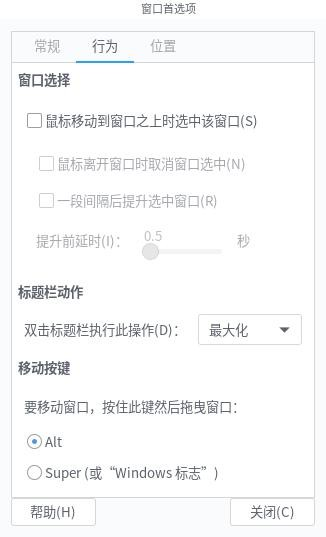 窗口首选项
常规 行为 位置
窗口选择
鼠标移动到窗口之上时选中该窗口(S)
鼠标离开窗口时取消窗口选中(N)
一段间隔后提升选中窗口(R)
提升前延时(I)： 0.5 秒
标题栏动作
双击标题栏执行此操作(D)： 最大化
移动按键
要移动窗口，按住此键然后拖曳窗口：
Alt
Super (或“Windows 标志”)
帮助(H) 关闭(C)